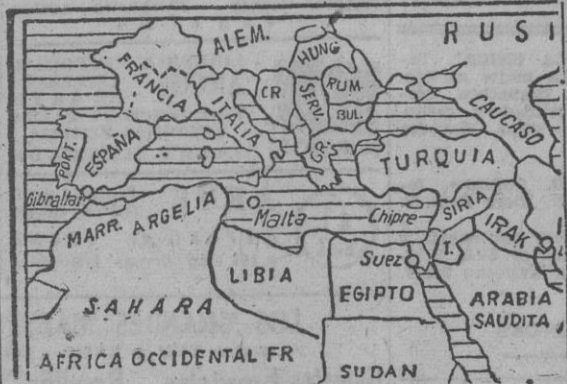 ALEM.
RUSI
HUNG
FRANCIA
CR.
SERV.
RUM.
ITALIA
BUL.
CAUCASO
PORT.
ESPAÑA
GR.
TURQUIA
Gibraltar
MARR.
ARGELIA
Malta
Chipre
SIRIA
IRAK
Suez
I.
LIBIA
EGIPTO
ARABIA
SAUDITA
SAHARA
AFRICA OCCIDENTAL FR
SUDAN